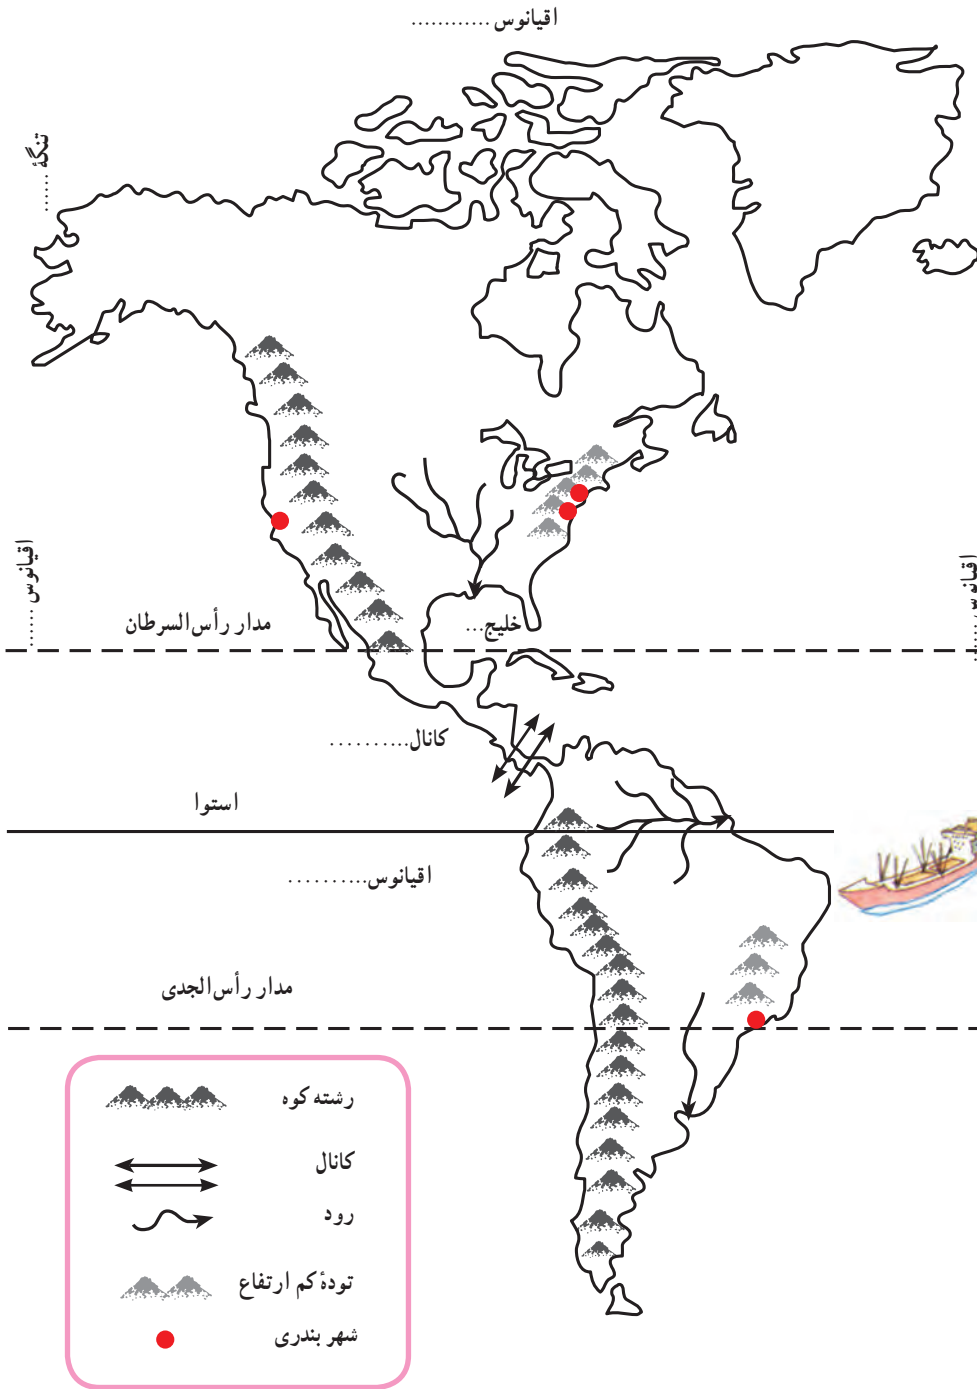 اقیانوس ............
تنگهٔ ......
اقیانوس ......
اقیانوس ......
مدار رأس‌السرطان
خلیج...
کانال..........
استوا
اقیانوس..........
مدار رأس‌الجدی
رشته کوه
کانال
رود
تودهٔ کم ارتفاع
شهر بندری